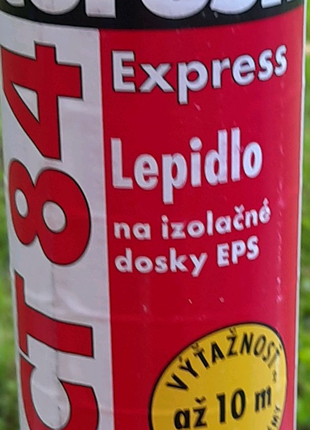 CT 84
Express
Lepidlo
na izolačné
dosky EPS
VÝŤAŽNOSŤ
až 10 m